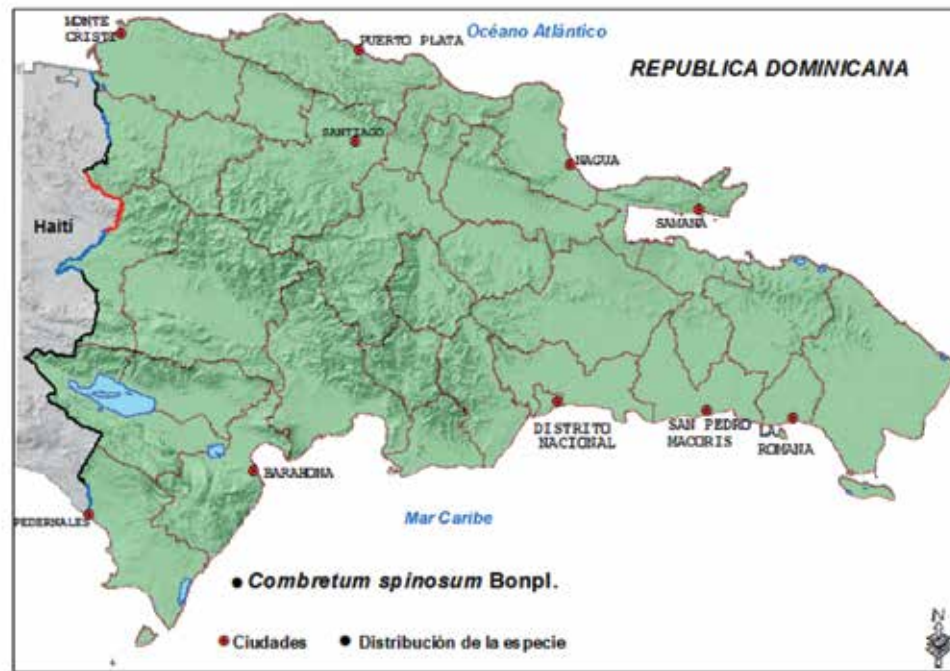 MONTE
CRISTI
PUERTO PLATA
Océano Atlántico
REPUBLICA DOMINICANA
SANTIAGO
NAGUA
SAMANA
Haití
DISTRITO
NACIONAL
SAN PEDRO
MACORIS
LA
ROMANA
BARAHONA
PEDERNALES
Mar Caribe
Combretum spinosum Bonpl.
Ciudades
Distribución de la especie